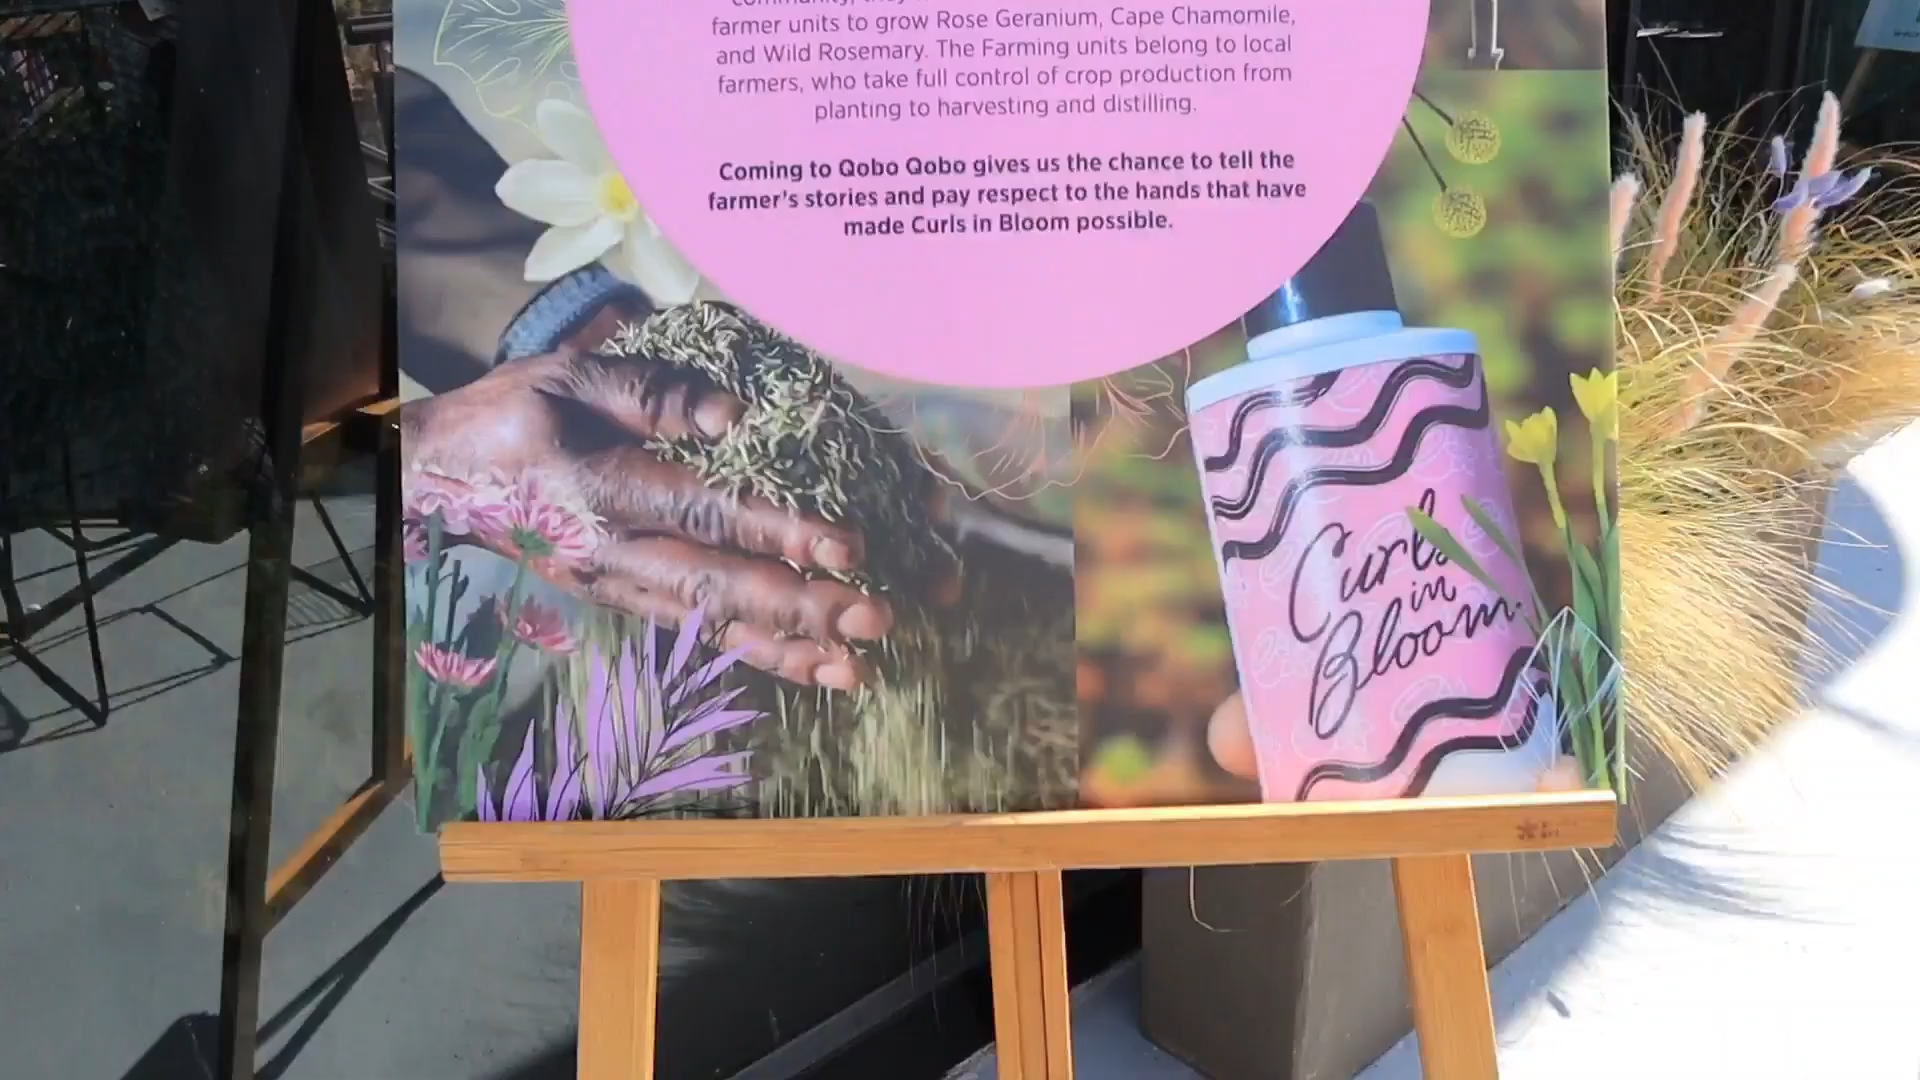 farmer units to grow Rose Geranium, Cape Chamomile,
and Wild Rosemary. The Farming units belong to local
farmers, who take full control of crop production from
planting to harvesting and distilling.
Coming to Qobo Qobo gives us the chance to tell the
farmer's stories and pay respect to the hands that have
made Curls in Bloom possible.
Curls
in
Bloom